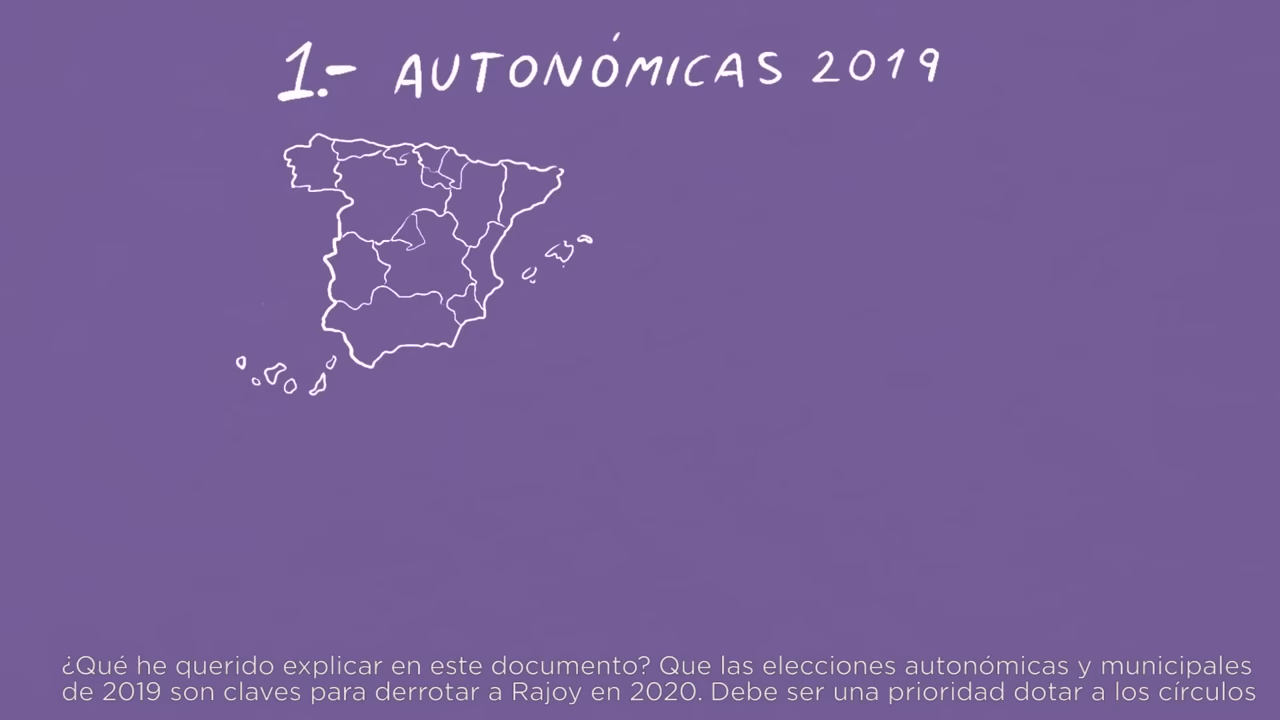 1.- AUTONÓMICAS 2019
¿Qué he querido explicar en este documento? Que las elecciones autonómicas y municipales
de 2019 son claves para derrotar a Rajoy en 2020. Debe ser una prioridad dotar a los círculos